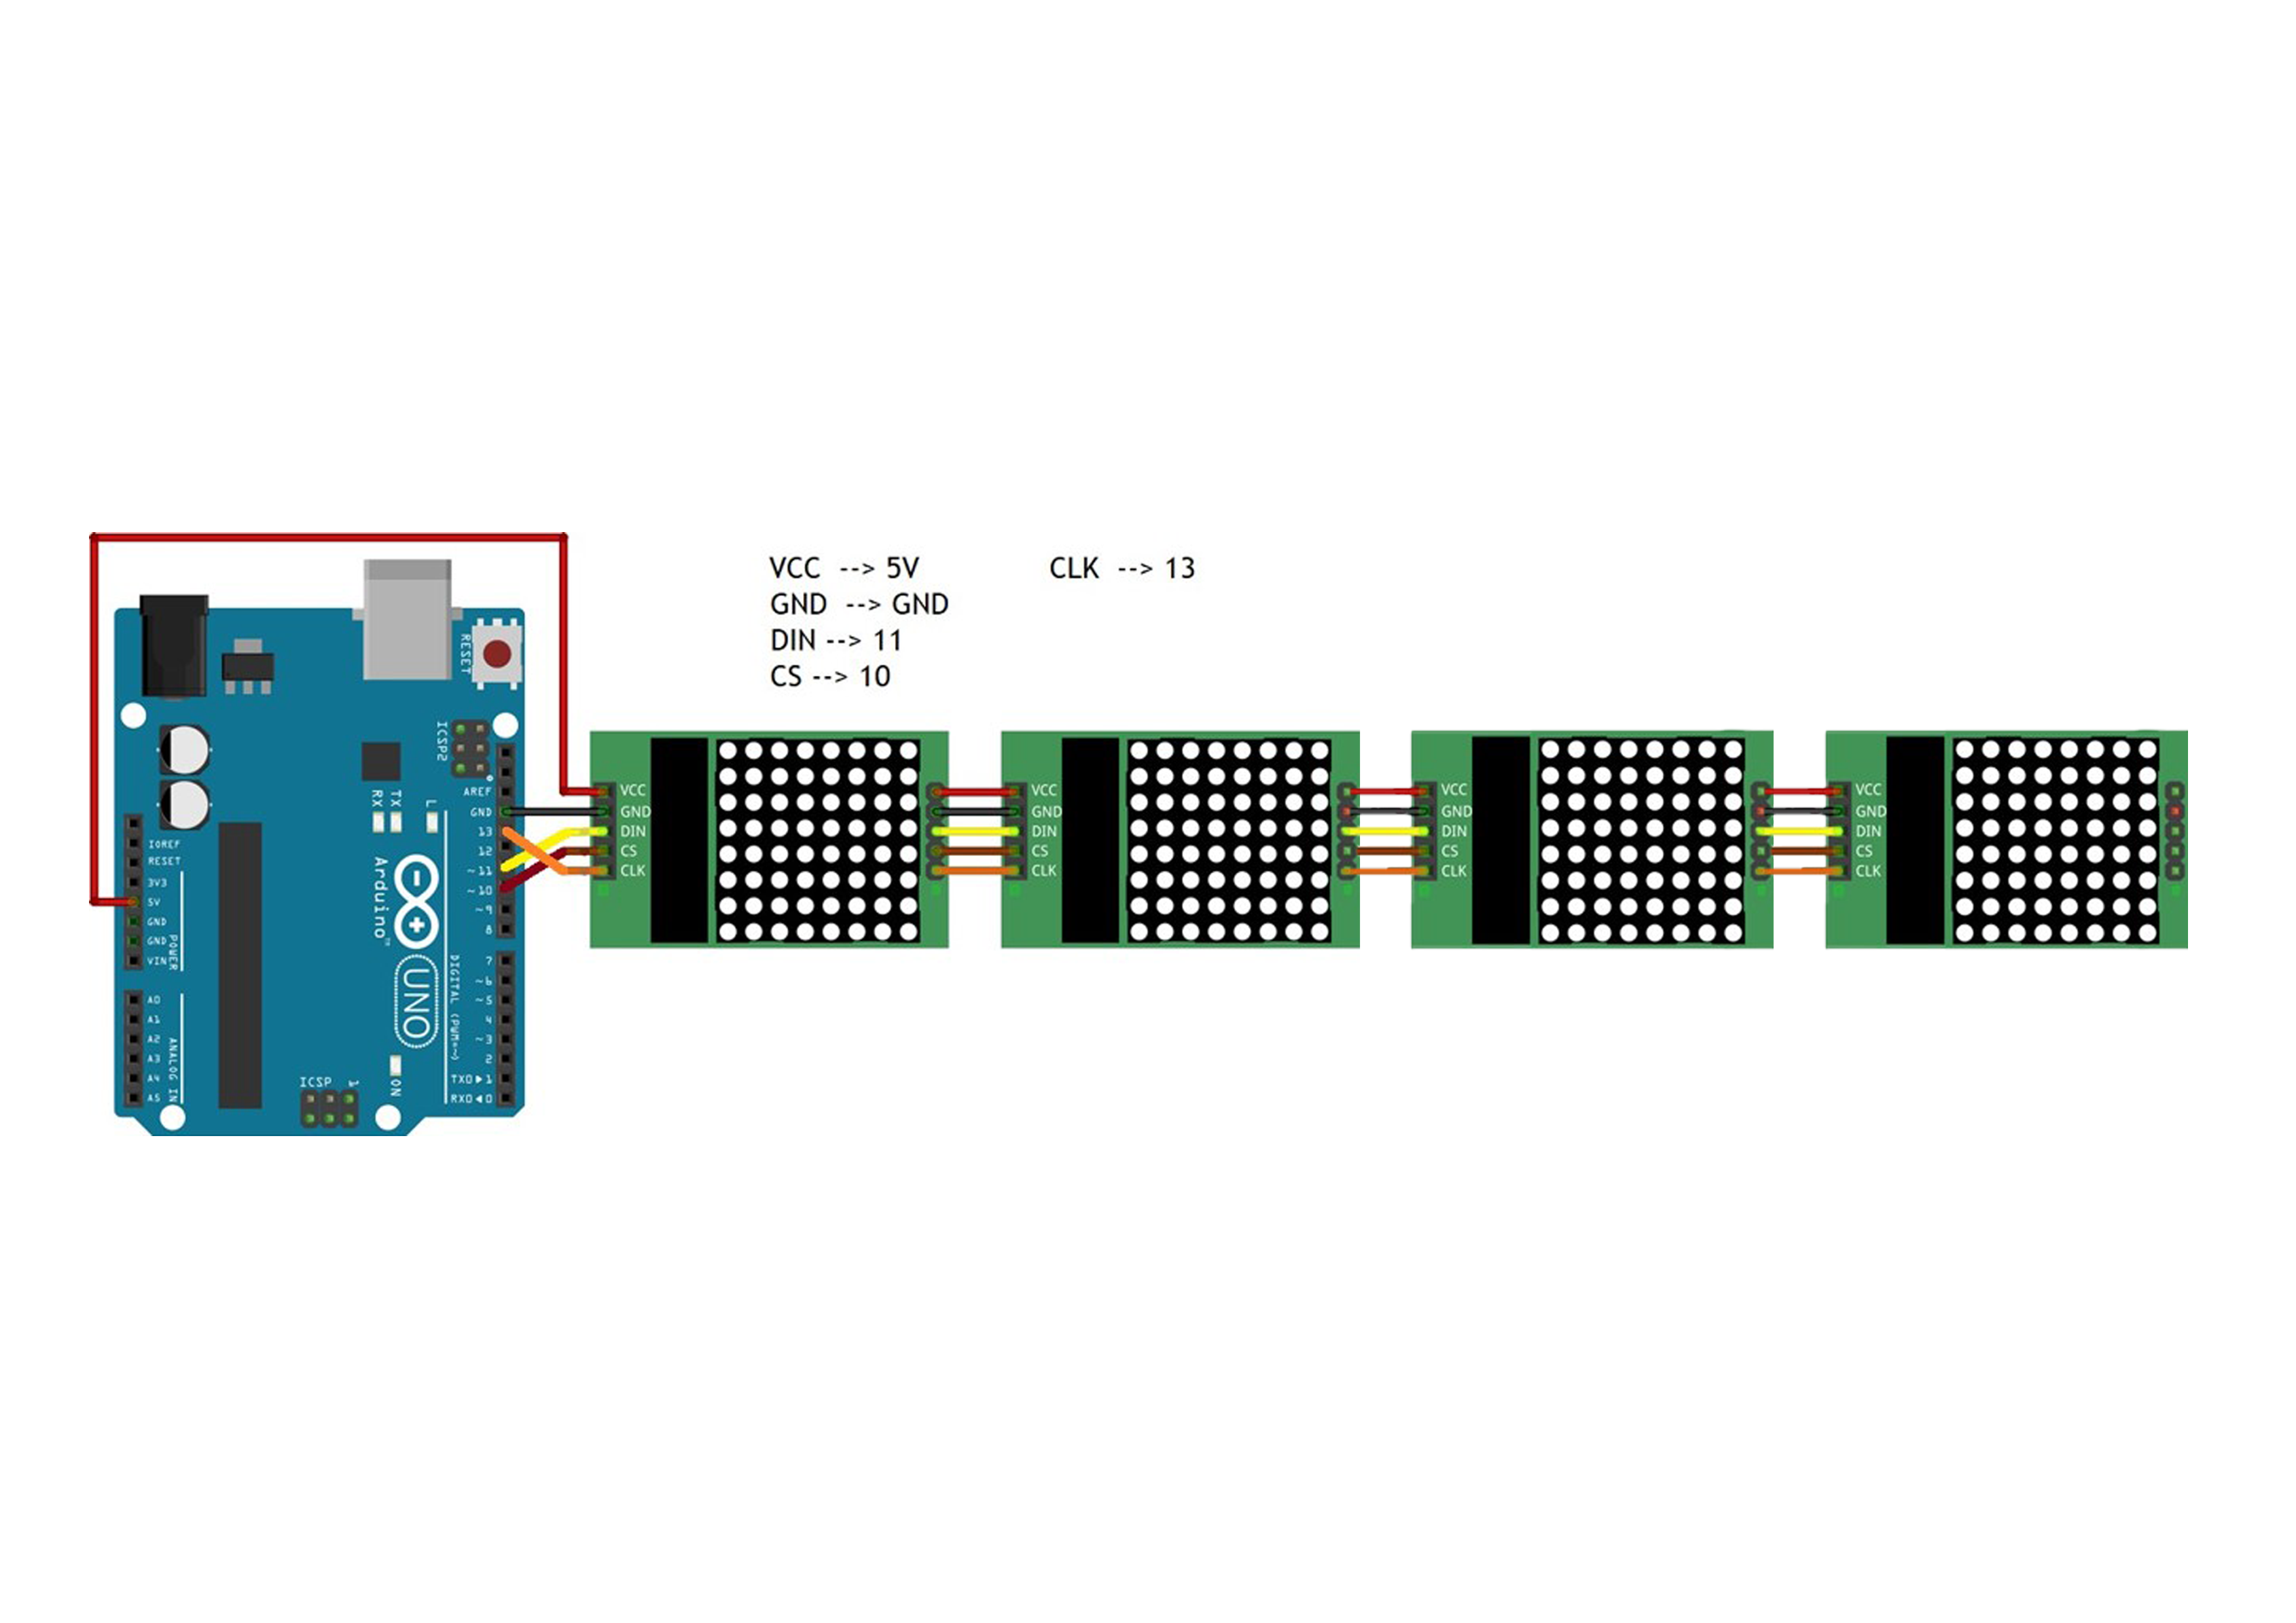 VCC --> 5V
GND --> GND
DIN --> 11
CS --> 10
CLK --> 13
RESET
ICSP2
AREF
GND
13
12
~11
~10
~9
8
7
~6
~5
4
~3
2
TX0▶1
RX0◀0
DIGITAL (PWM=~)
RX
TX
L
Arduino™
UNO
ON
IOREF
RESET
3V3
5V
GND
GND
VIN
POWER
A0
A1
A2
A3
A4
A5
ANALOG IN
ICSP
1
VCC
GND
DIN
CS
CLK
VCC
GND
DIN
CS
CLK
VCC
GND
DIN
CS
CLK
VCC
GND
DIN
CS
CLK